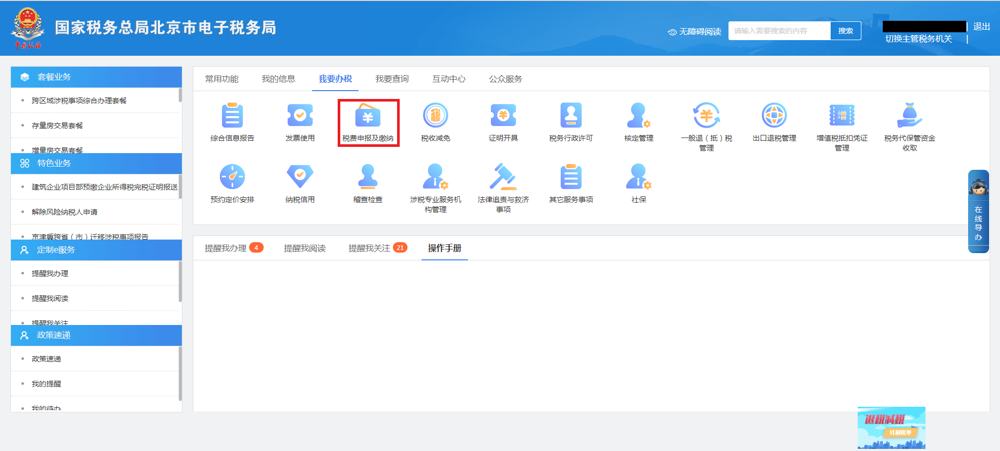 国家税务总局北京市电子税务局
中国税务
无障碍阅读
请输入需要搜索的内容
搜索
退出
切换主管税务机关
套餐业务
跨区域涉税事项综合办理套餐
存量房交易套餐
增量房交易套餐
特色业务
建筑企业项目部预缴企业所得税完税证明报送
解除风险纳税人申请
京津冀跨省（市）迁移涉税事项报告
定制e服务
提醒我办理
提醒我阅读
提醒我关注
政策速递
政策速递
我的提醒
我的待办
常用功能 我的信息 我要办税 我要查询 互动中心 公众服务
综合信息报告
发票使用
税费申报及缴纳
税
税收减免
证明开具
税务行政许可
核定管理
一般退（抵）税
管理
出口退税管理
增
增值税抵扣凭证
管理
税务代保管资金
收取
预约定价安排
纳税信用
稽查检查
涉税专业服务机
构管理
法律追责与救济
事项
其它服务事项
社保
提醒我办理 4 提醒我阅读 提醒我关注 21 操作手册
在
线
导
办
退税减税
红利账单